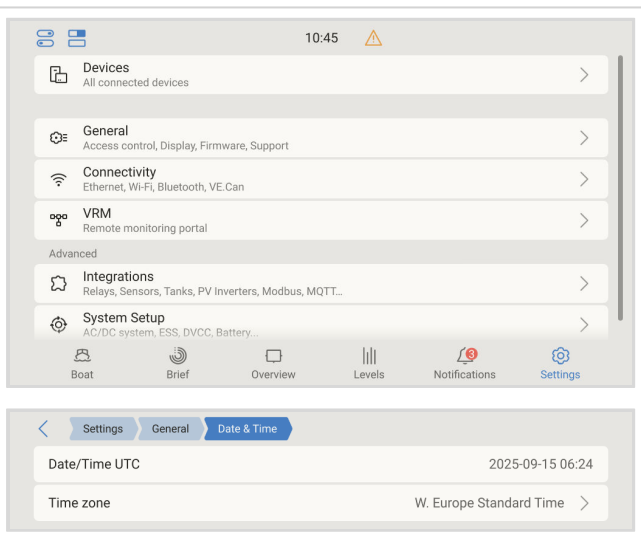 10:45
Devices
All connected devices
General
Access control, Display, Firmware, Support
Connectivity
Ethernet, Wi-Fi, Bluetooth, VE.Can
VRM
Remote monitoring portal
Advanced
Integrations
Relays, Sensors, Tanks, PV Inverters, Modbus, MQTT...
System Setup
AC/DC system, ESS, DVCC, Battery...
3
Boat Brief Overview Levels Notifications Settings
Settings General Date & Time
Date/Time UTC 2025-09-15 06:24
Time zone W. Europe Standard Time